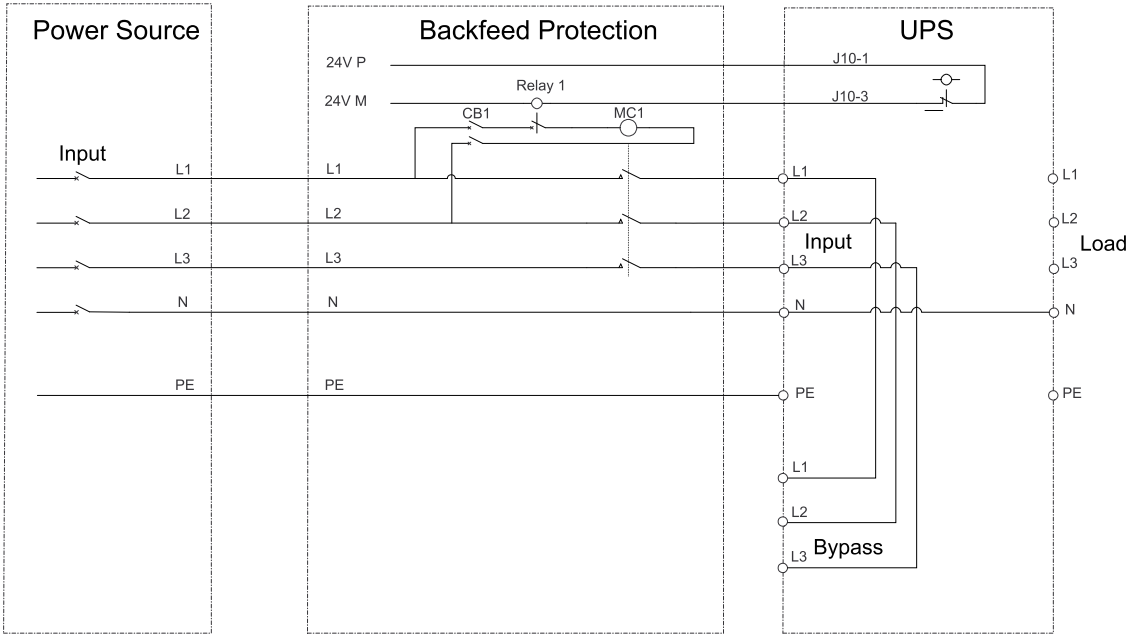 Power Source
Backfeed Protection
UPS
24V P
J10-1
Relay 1
24V M
J10-3
CB1
MC1
Input
L1
L1
L1
L1
L2
L2
L2
L2
Input
Load
L3
L3
L3
L3
N
N
N
N
PE
PE
PE
PE
L1
L2
L3
Bypass